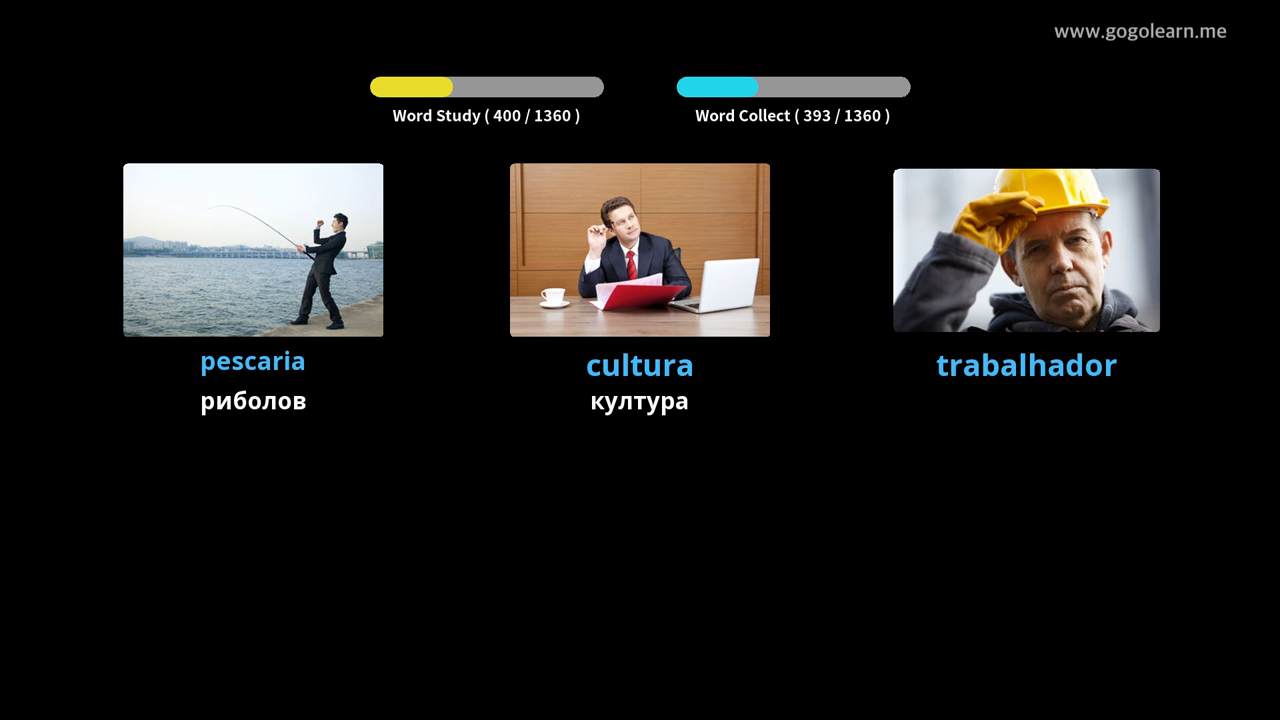 www.gogolearn.me
Word Study ( 400 / 1360 )
Word Collect ( 393 / 1360 )
pescaria
риболов
cultura
култура
trabalhador